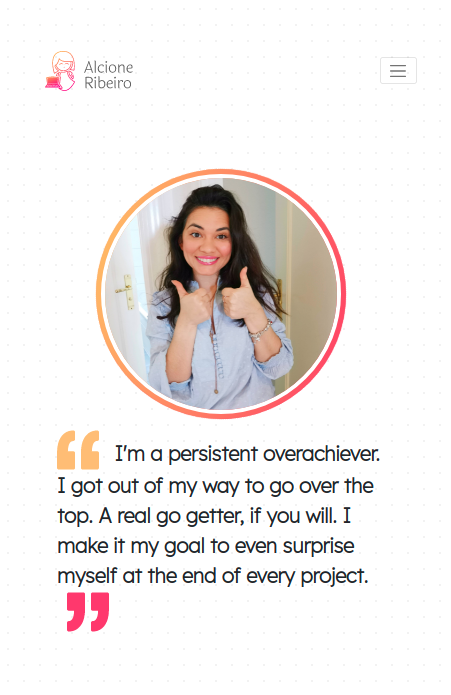 Alcione
Ribeiro
I'm a persistent overachiever.
I got out of my way to go over the
top. A real go getter, if you will. I
make it my goal to even surprise
myself at the end of every project.